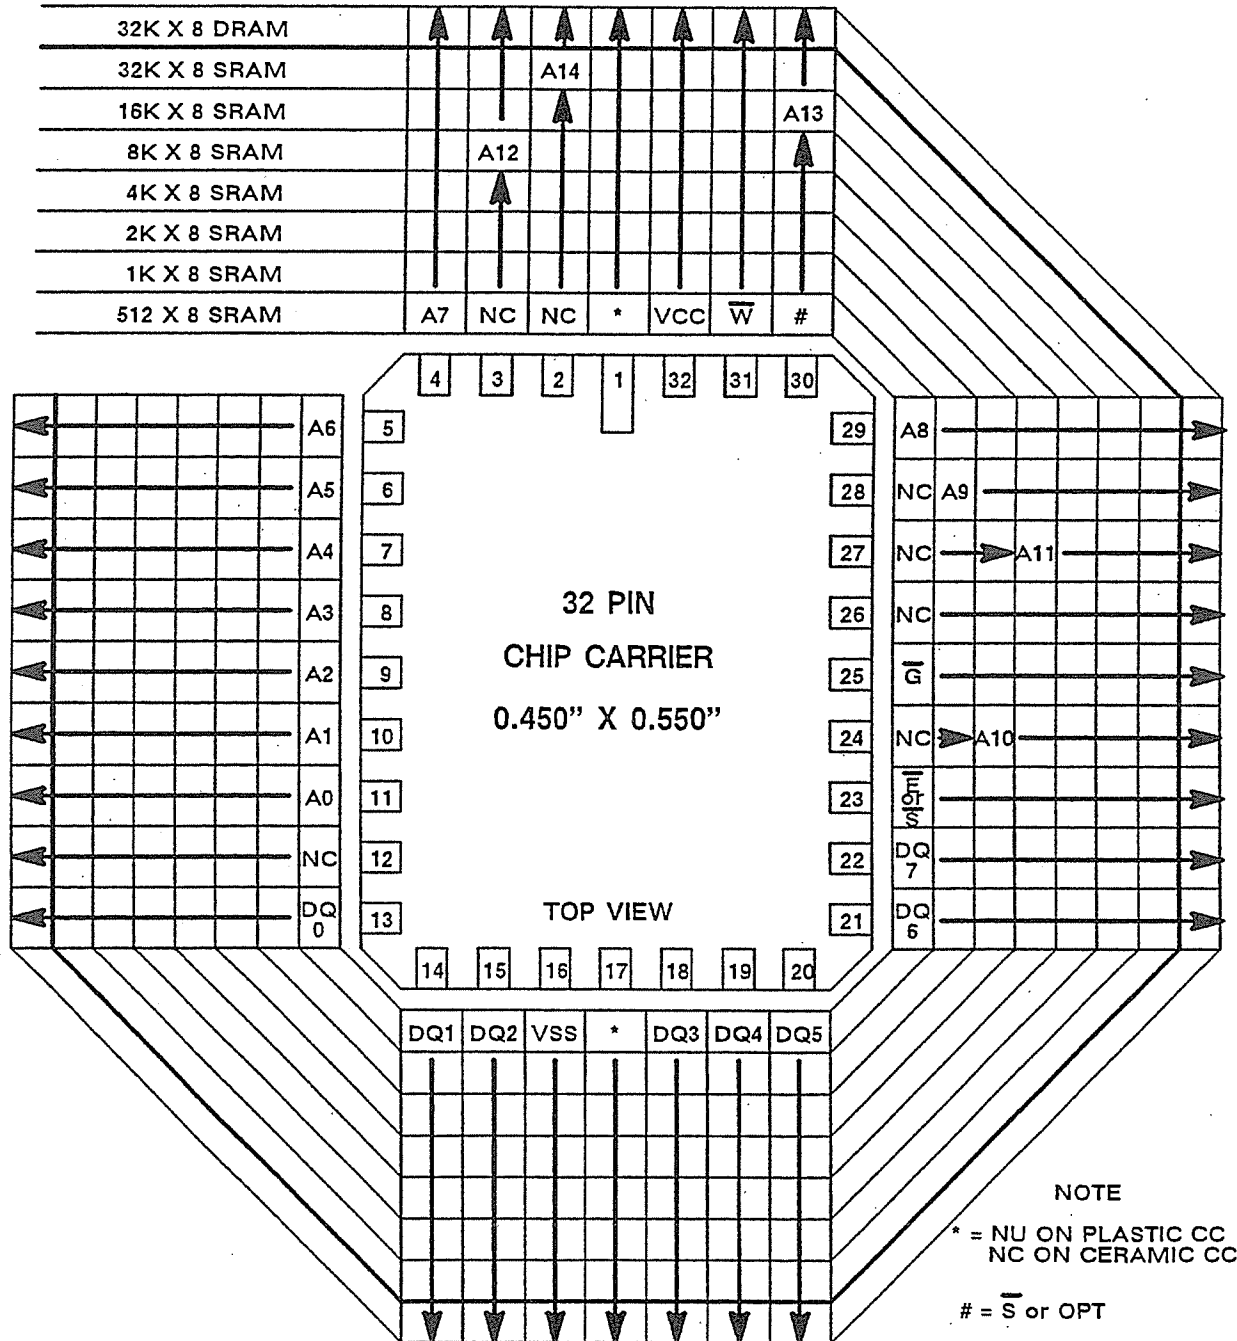 32K X 8 DRAM
32K X 8 SRAM A14
16K X 8 SRAM A13
8K X 8 SRAM A12
4K X 8 SRAM
2K X 8 SRAM
1K X 8 SRAM
512 X 8 SRAM A7 NC NC * VCC W̅ #
4 3 2 1 32 31 30
A6 5 29 A8
A5 6 28 NC A9
A4 7 27 NC A11
A3 8 26 NC
A2 9 25 G̅
A1 10 24 NC A10
A0 11 23 E̅ or S̅
NC 12 22 DQ 7
DQ 0 13 21 DQ 6
32 PIN
CHIP CARRIER
0.450" X 0.550"
TOP VIEW
14 15 16 17 18 19 20
DQ1 DQ2 VSS * DQ3 DQ4 DQ5
NOTE
* = NU ON PLASTIC CC
NC ON CERAMIC CC
# = S̅ or OPT